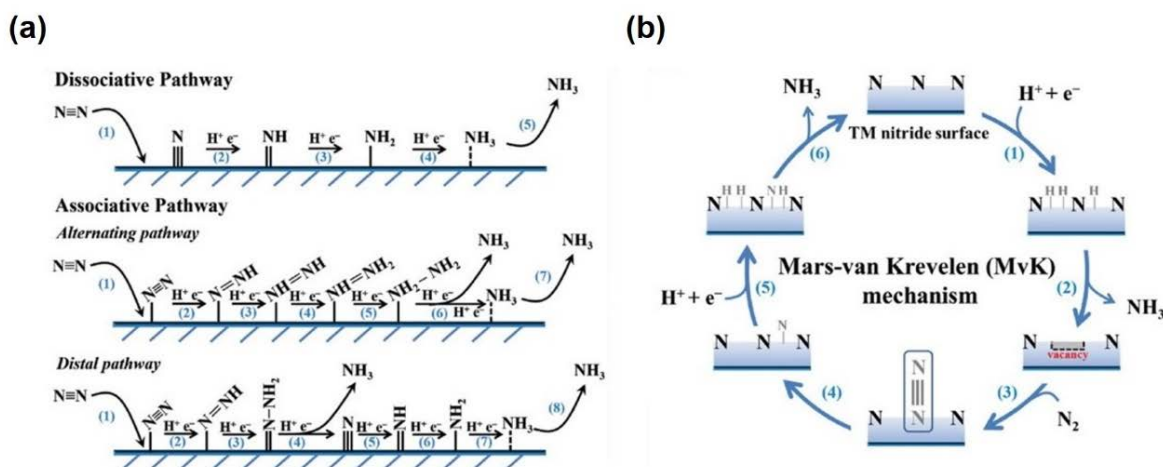 (a)
Dissociative Pathway
N≡N
(1)
N
H⁺ e⁻
(2)
NH
H⁺ e⁻
(3)
NH₂
H⁺ e⁻
(4)
NH₃
(5)
NH₃
Associative Pathway
Alternating pathway
N≡N
(1)
N≡N
H⁺ e⁻
(2)
N=NH
H⁺ e⁻
(3)
NH=NH
H⁺ e⁻
(4)
NH=NH₂
H⁺ e⁻
(5)
NH₂-NH₂
H⁺ e⁻
(6)
H⁺ e⁻
NH₃
NH₃
(7)
NH₃
Distal pathway
N≡N
(1)
N≡N
H⁺ e⁻
(2)
N=NH
H⁺ e⁻
(3)
N-NH₂
H⁺ e⁻
(4)
NH₃
N
H⁺ e⁻
(5)
NH
H⁺ e⁻
(6)
NH₂
H⁺ e⁻
(7)
NH₃
(8)
NH₃
(b)
N N N
TM nitride surface
H⁺ + e⁻
(1)
H H H
N N N
(2)
NH₃
N N
vacancy
(3)
N₂
N
N N N
(4)
N
N N N
H⁺ + e⁻
(5)
H H N H
N N N
(6)
NH₃
Mars-van Krevelen (MvK)
mechanism